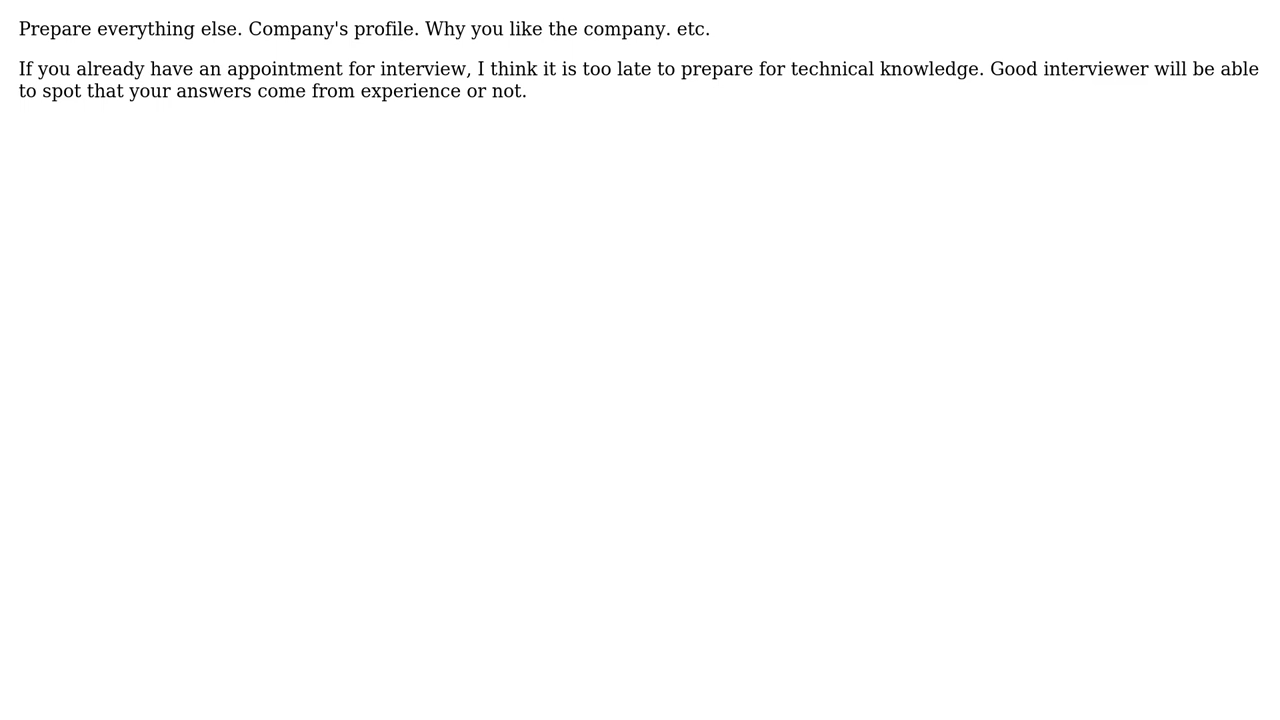 Prepare everything else. Company's profile. Why you like the company. etc.
If you already have an appointment for interview, I think it is too late to prepare for technical knowledge. Good interviewer will be able
to spot that your answers come from experience or not.